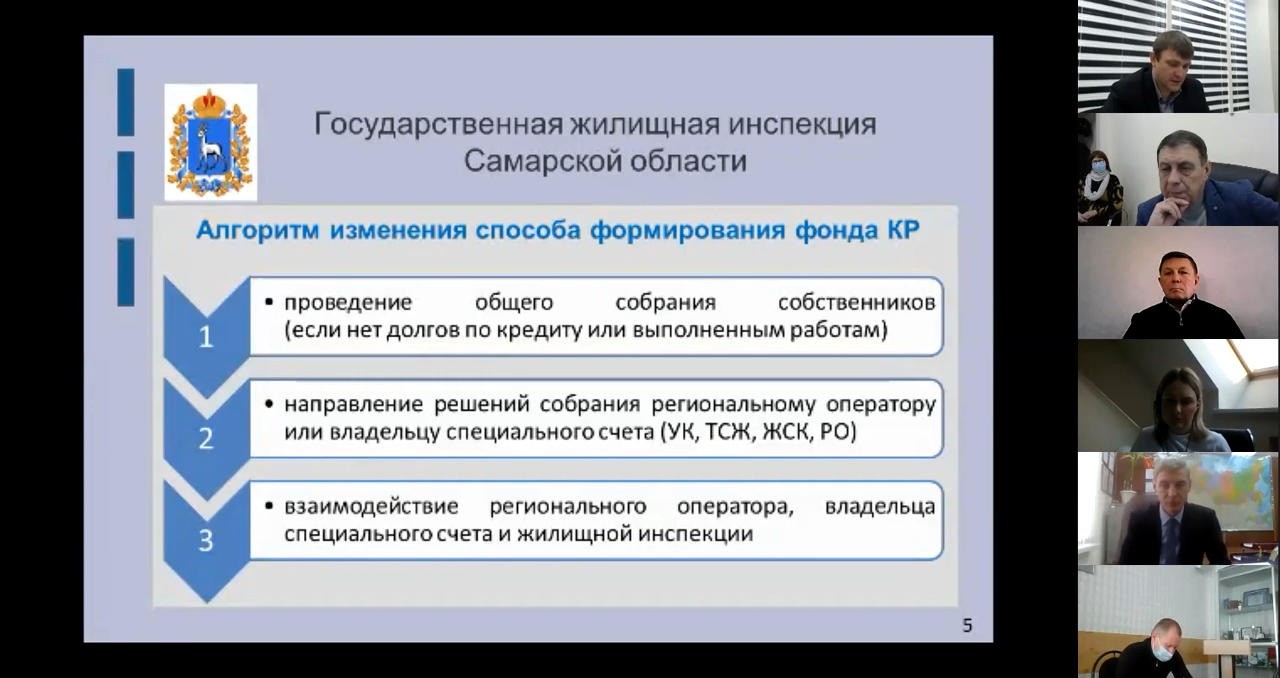 Государственная жилищная инспекция
Самарской области
Алгоритм изменения способа формирования фонда КР
1
• проведение общего собрания собственников
(если нет долгов по кредиту или выполненным работам)
2
• направление решений собрания региональному оператору
или владельцу специального счета (УК, ТСЖ, ЖСК, РО)
3
• взаимодействие регионального оператора, владельца
специального счета и жилищной инспекции
5